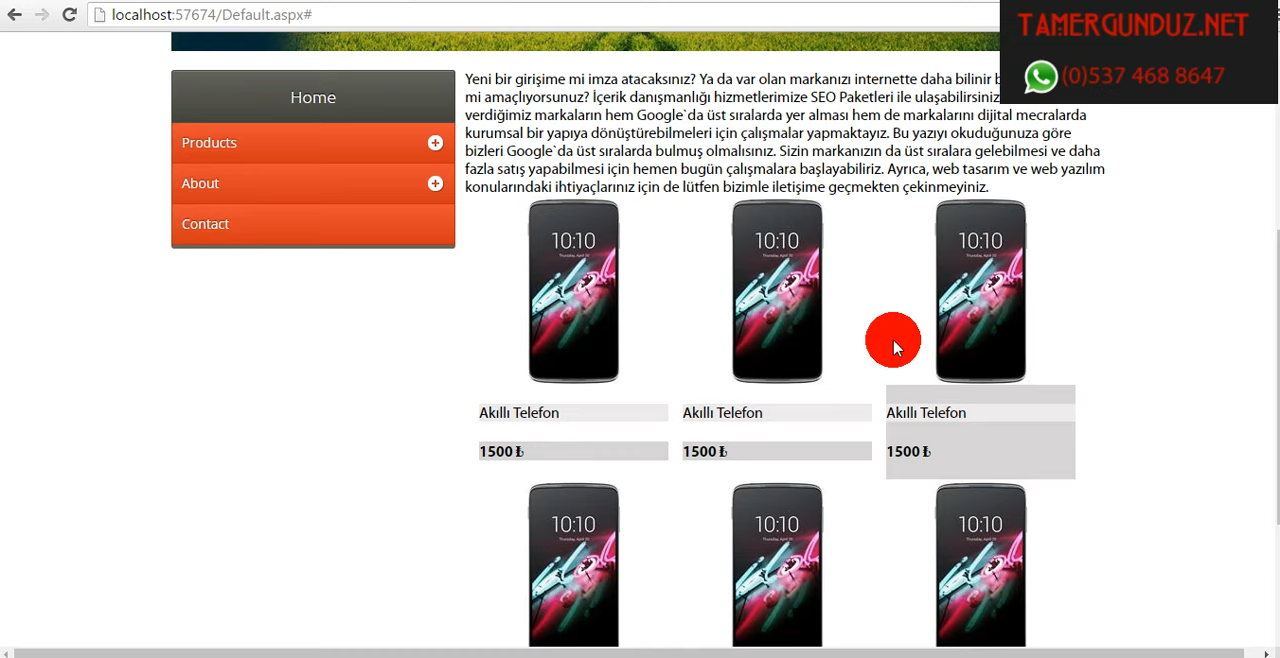 localhost:57674/Default.aspx#
TAMERGUNDUZ.NET
(0)537 468 8647
Home
Products
About
Contact
Yeni bir girişime mi imza atacaksınız? Ya da var olan markanızı internette daha bilinir
mi amaçlıyorsunuz? İçerik danışmanlığı hizmetlerimize SEO Paketleri ile ulaşabilirsiniz
verdiğimiz markaların hem Google`da üst sıralarda yer alması hem de markalarını dijital mecralarda
kurumsal bir yapıya dönüştürebilmeleri için çalışmalar yapmaktayız. Bu yazıyı okuduğunuza göre
bizleri Google`da üst sıralarda bulmuş olmalısınız. Sizin markanızın da üst sıralara gelebilmesi ve daha
fazla satış yapabilmesi için hemen bugün çalışmalara başlayabiliriz. Ayrıca, web tasarım ve web yazılım
konularındaki ihtiyaçlarınız için de lütfen bizimle iletişime geçmekten çekinmeyiniz.
10:10 10:10 10:10
Akıllı Telefon Akıllı Telefon Akıllı Telefon
1500 ₺ 1500 ₺ 1500 ₺
10:10 10:10 10:10